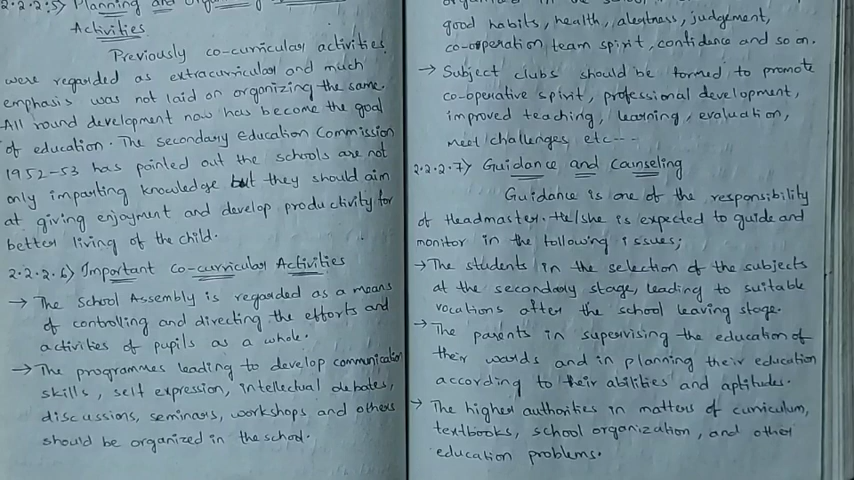 2.2.2.5) Planning and
Activities
Previously co-curricular activities
were regarded as extracurricular and much
emphasis was not laid on organizing the same.
All round development now has become the goal
of education. The secondary Education Commission
1952-53 has pointed out the schools are not
only imparting knowledge but they should aim
at giving enjoyment and develop productivity for
better living of the child.
2.2.2.6) Important co-curricular Activities
→ The School Assembly is regarded as a means
of controlling and directing the efforts and
activities of pupils as a whole.
→ The programmes leading to develop communication
skills, self expression, intellectual debates,
discussions, seminars, workshops and others
should be organized in the school.
good habits, health, alertness, judgement,
co-operation team spirit, confidence and so on.
→ Subject clubs should be formed to promote
co-operative spirit, professional development,
improved teaching, learning, evaluation,
meet challenges etc---
2.2.2.7) Guidance and Counseling
Guidance is one of the responsibility
of Headmaster. He/she is expected to guide and
monitor in the following issues;
→ The students in the selection of the subjects
at the secondary stage, leading to suitable
vocations after the school leaving stage.
→ The parents in supervising the education of
their wards and in planning their education
according to their abilities and aptitudes.
→ The higher authorities in matters of curriculum,
textbooks, school organization, and other
education problems.